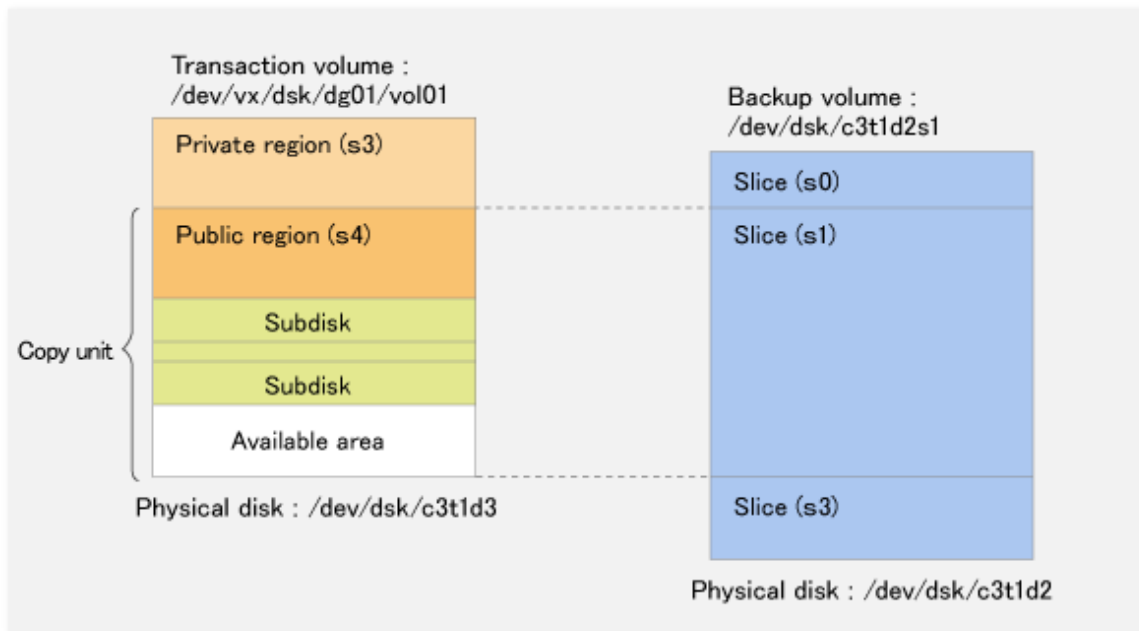 Transaction volume :
/dev/vx/dsk/dg01/vol01
Private region (s3)
Public region (s4)
Subdisk
Subdisk
Available area
Copy unit
Physical disk : /dev/dsk/c3t1d3
Backup volume :
/dev/dsk/c3t1d2s1
Slice (s0)
Slice (s1)
Slice (s3)
Physical disk : /dev/dsk/c3t1d2